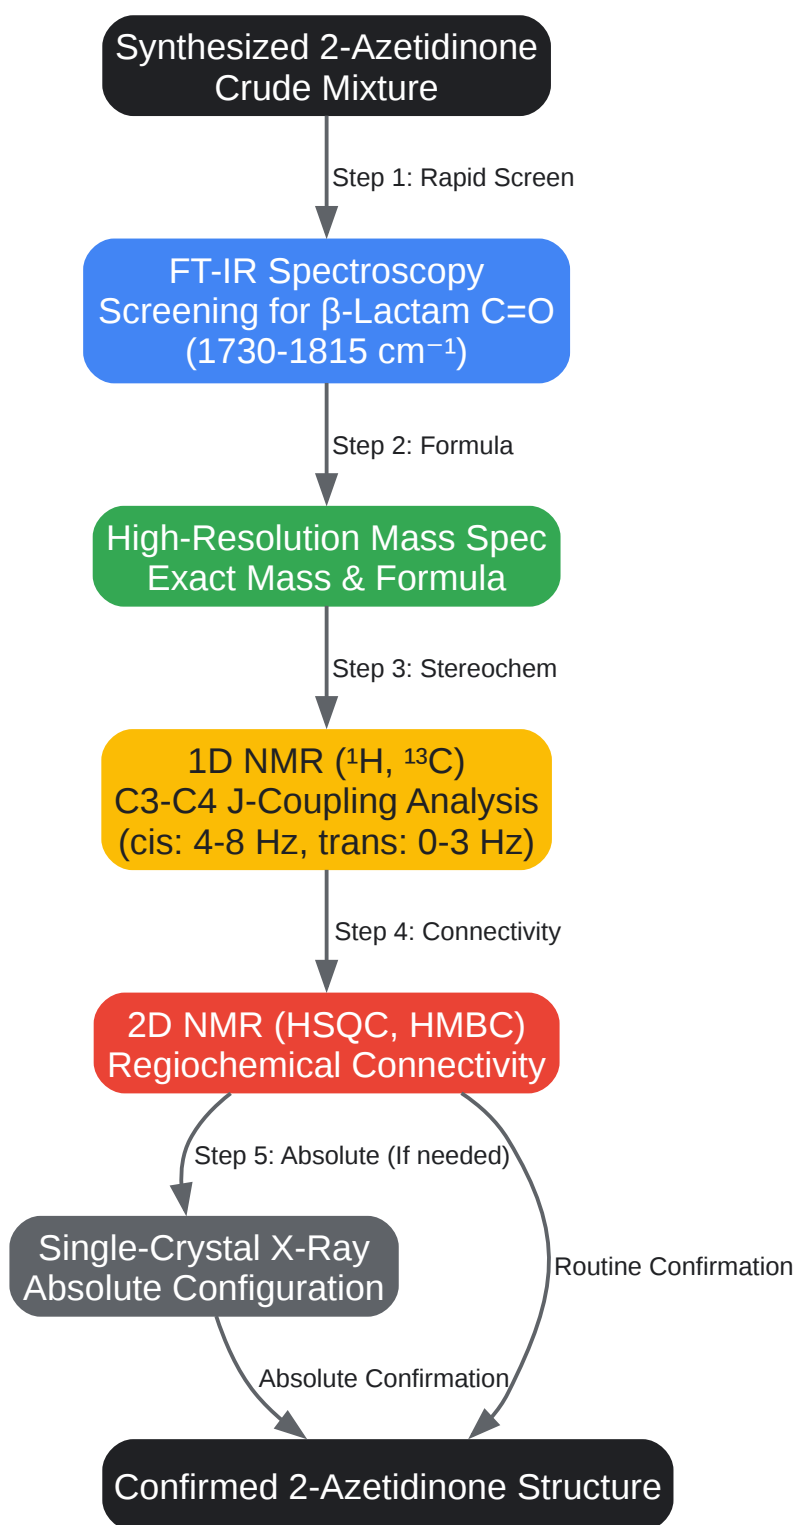 Synthesized 2-Azetidinone
Crude Mixture
Step 1: Rapid Screen
FT-IR Spectroscopy
Screening for β-Lactam C=O
(1730-1815 cm⁻¹)
Step 2: Formula
High-Resolution Mass Spec
Exact Mass & Formula
Step 3: Stereochem
1D NMR (¹H, ¹³C)
C3-C4 J-Coupling Analysis
(cis: 4-8 Hz, trans: 0-3 Hz)
Step 4: Connectivity
2D NMR (HSQC, HMBC)
Regiochemical Connectivity
Step 5: Absolute (If needed)
Single-Crystal X-Ray
Absolute Configuration
Routine Confirmation
Absolute Confirmation
Confirmed 2-Azetidinone Structure